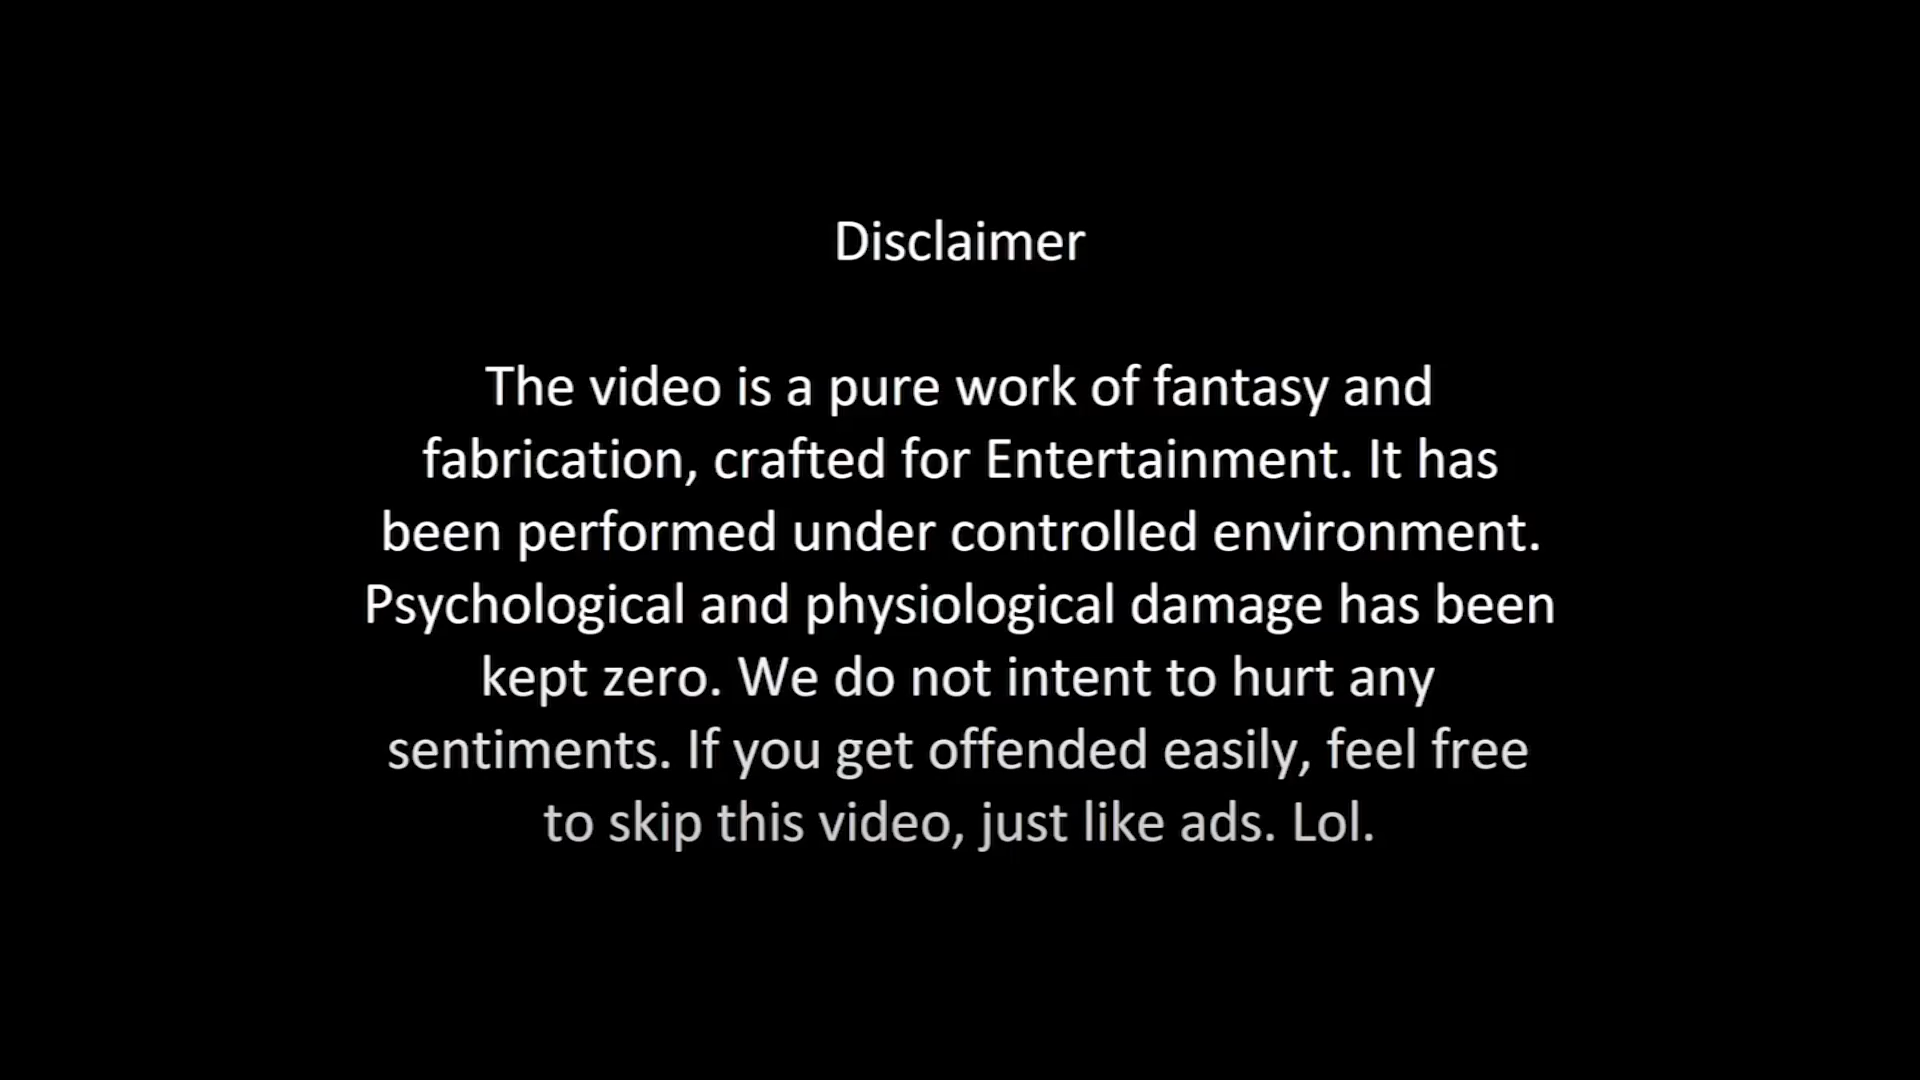 Disclaimer
The video is a pure work of fantasy and
fabrication, crafted for Entertainment. It has
been performed under controlled environment.
Psychological and physiological damage has been
kept zero. We do not intent to hurt any
sentiments. If you get offended easily, feel free
to skip this video, just like ads. Lol.